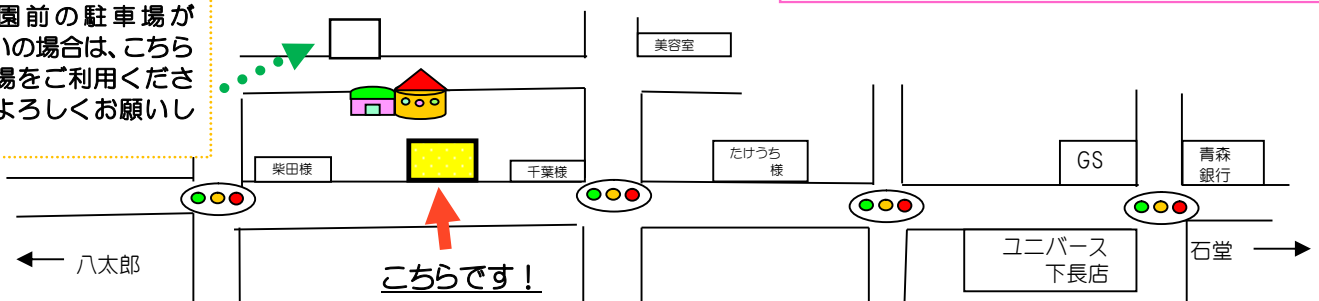 園前の駐車場が
いの場合は、こちら
場をご利用くださ
よろしくお願いし
美容室
柴田様
千葉様
たけうち
様
GS
青森
銀行
八太郎
こちらです！
ユニバース
下長店
石堂